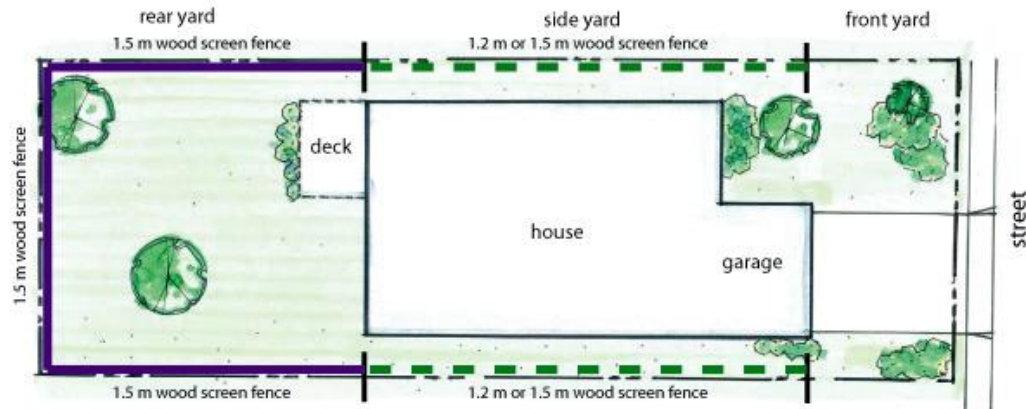 rear yard
side yard
front yard
1.5 m wood screen fence
1.2 m or 1.5 m wood screen fence
1.5 m wood screen fence
deck
house
garage
street
1.5 m wood screen fence
1.2 m or 1.5 m wood screen fence